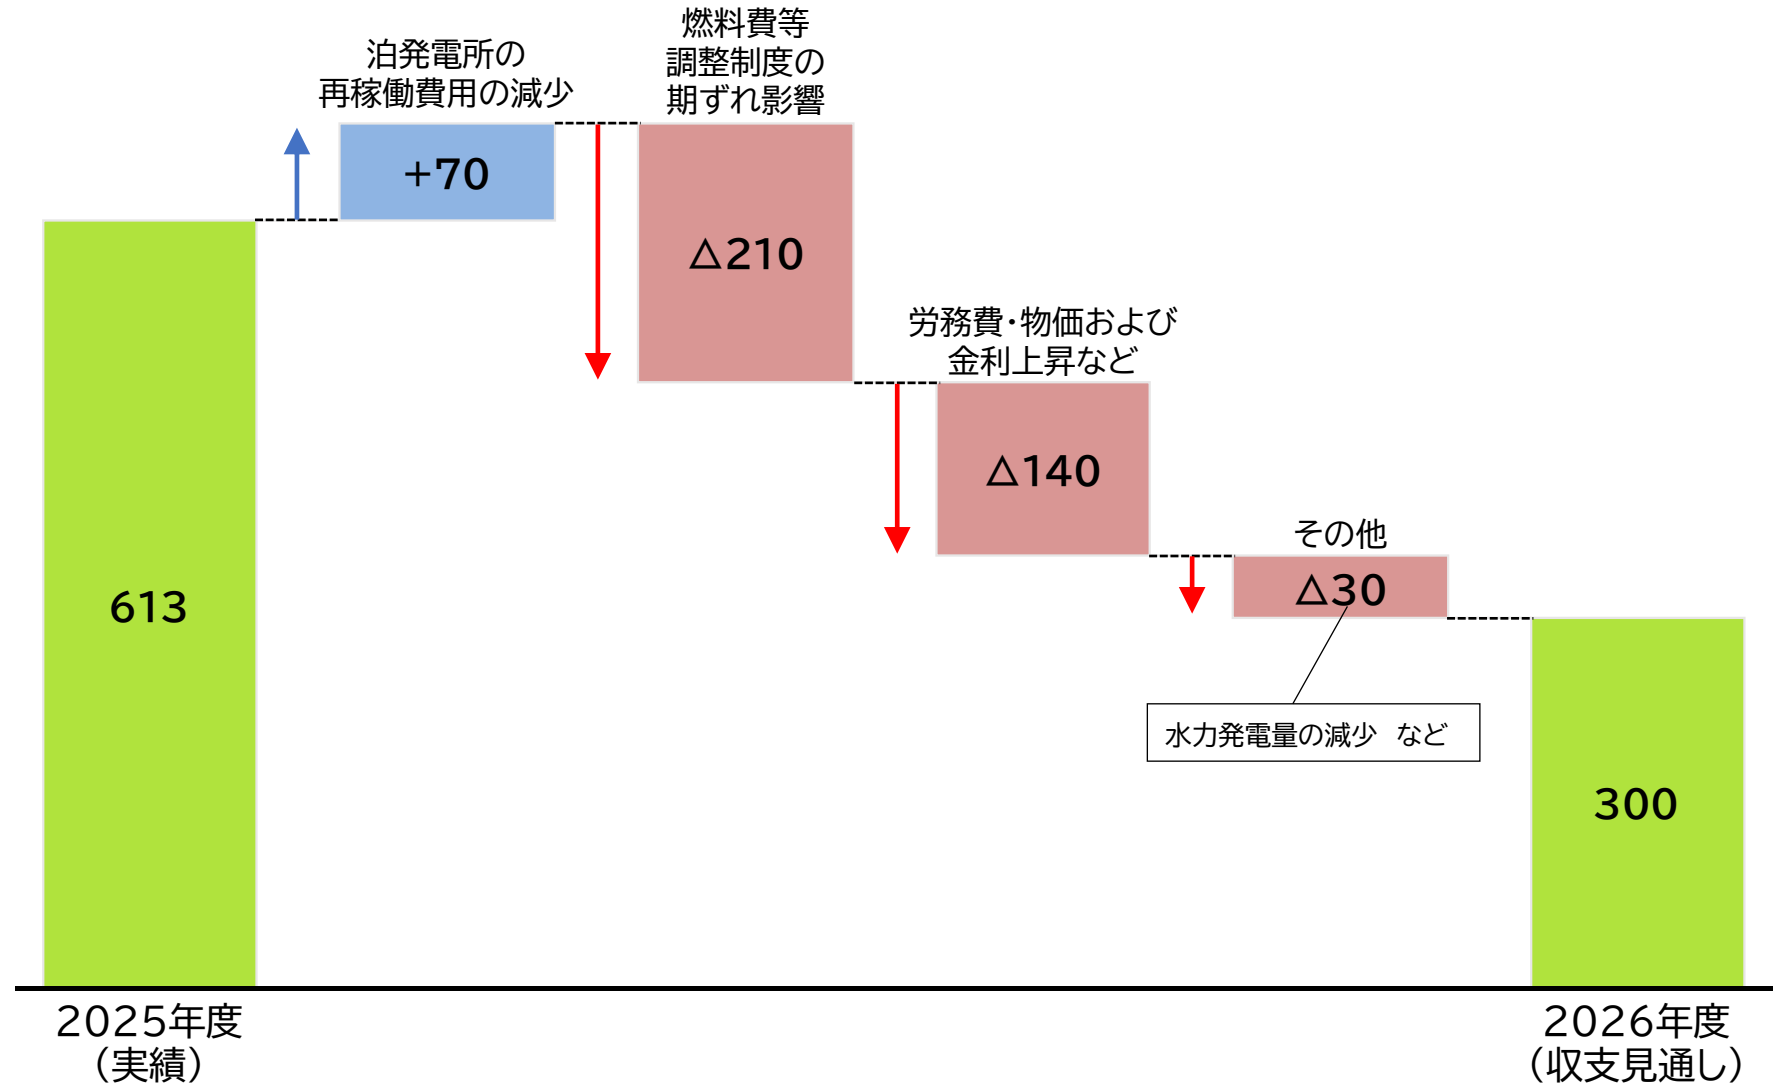 泊発電所の
再稼働費用の減少
+70
燃料費等
調整制度の
期ずれ影響
△210
労務費・物価および
金利上昇など
△140
その他
△30
水力発電量の減少　など
613
300
2025年度
（実績）
2026年度
（収支見通し）